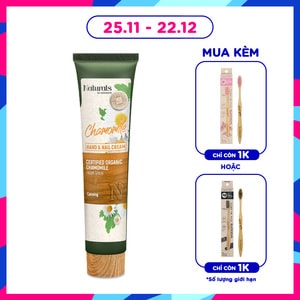 25.11 - 22.12
MUA KÈM
Naturals
Chamomile
HAND & NAIL CREAM
CERTIFIED ORGANIC
CHAMOMILE
Calming
CHỈ CÒN 1K
HOẶC
CHỈ CÒN 1K
*Số lượng giới hạn